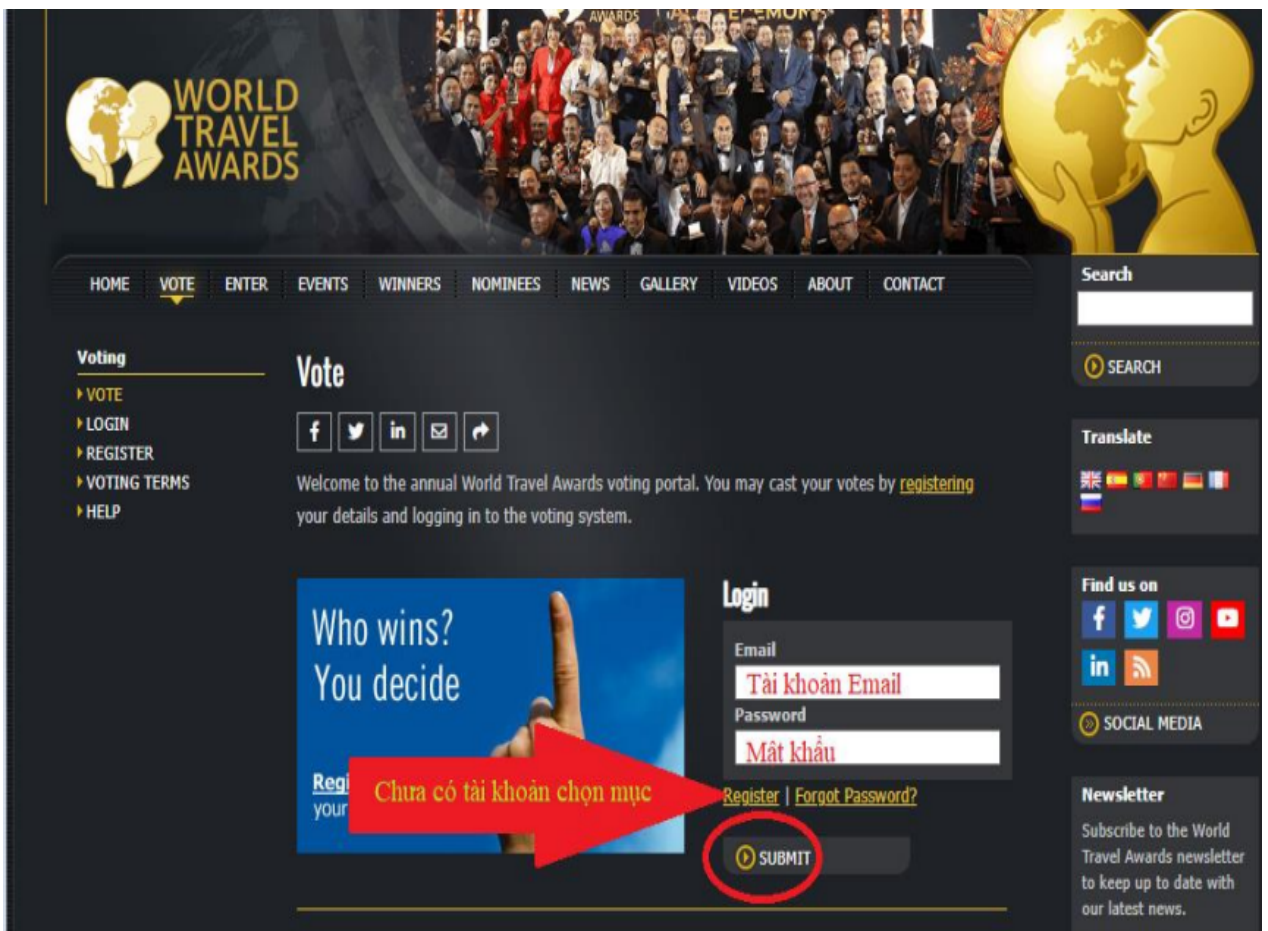 AWARDS
WORLD
TRAVEL
AWARDS
HOME VOTE ENTER EVENTS WINNERS NOMINEES NEWS GALLERY VIDEOS ABOUT CONTACT
Search
SEARCH
Voting
VOTE
LOGIN
REGISTER
VOTING TERMS
HELP
Vote
Welcome to the annual World Travel Awards voting portal. You may cast your votes by registering
your details and logging in to the voting system.
Translate
Who wins?
You decide
Regi
your
Chưa có tài khoản chọn mục
Login
Email
Tài khoản Email
Password
Mât khẩu
Register | Forgot Password?
SUBMIT
Find us on
SOCIAL MEDIA
Newsletter
Subscribe to the World
Travel Awards newsletter
to keep up to date with
our latest news.